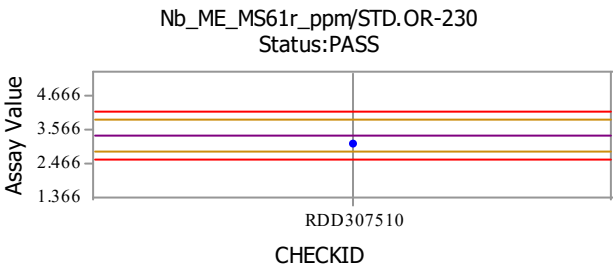 Nb_ME_MS61r_ppm/STD.OR-230
Status:PASS
Assay Value
4.666
3.566
2.466
1.366
RDD307510
CHECKID